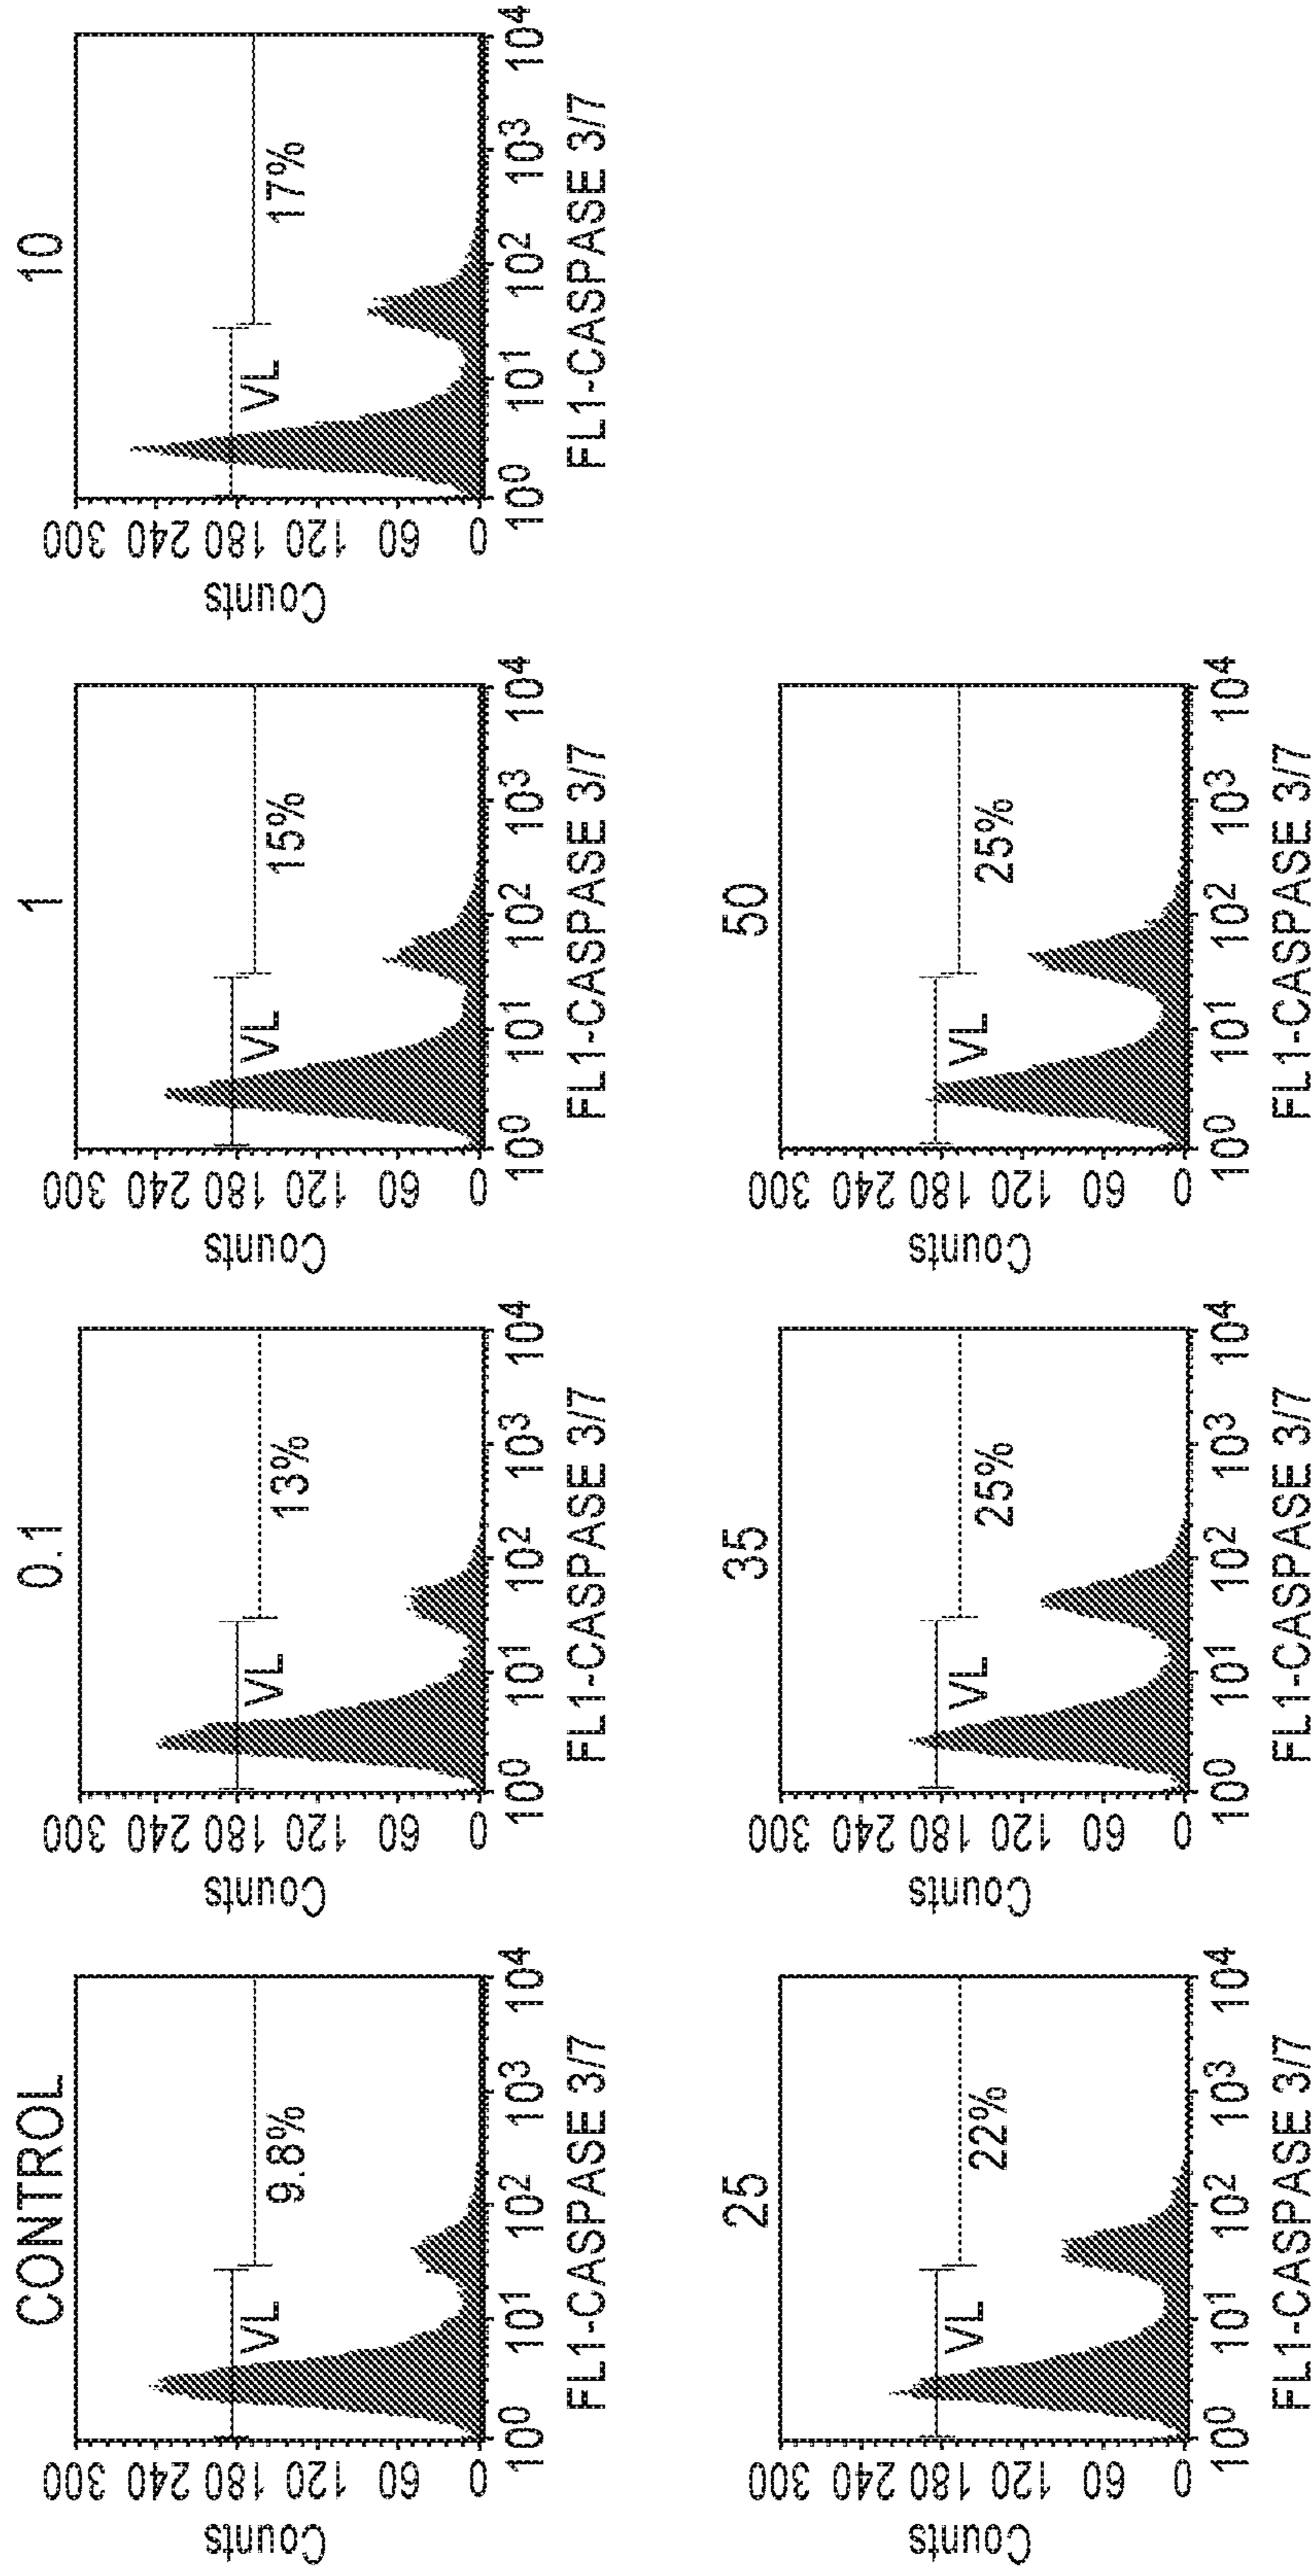 CONTROL
300
240
180
120
60
0
Counts
VL
9.8%
10⁰ 10¹ 10² 10³ 10⁴
FL1-CASPASE 3/7
0.1
300
240
180
120
60
0
Counts
VL
13%
10⁰ 10¹ 10² 10³ 10⁴
FL1-CASPASE 3/7
1
300
240
180
120
60
0
Counts
VL
15%
10⁰ 10¹ 10² 10³ 10⁴
FL1-CASPASE 3/7
10
300
240
180
120
60
0
Counts
VL
17%
10⁰ 10¹ 10² 10³ 10⁴
FL1-CASPASE 3/7
25
300
240
180
120
60
0
Counts
VL
22%
10⁰ 10¹ 10² 10³ 10⁴
FL1-CASPASE 3/7
35
300
240
180
120
60
0
Counts
VL
25%
10⁰ 10¹ 10² 10³ 10⁴
FL1-CASPASE 3/7
50
300
240
180
120
60
0
Counts
VL
25%
10⁰ 10¹ 10² 10³ 10⁴
FL1-CASPASE 3/7